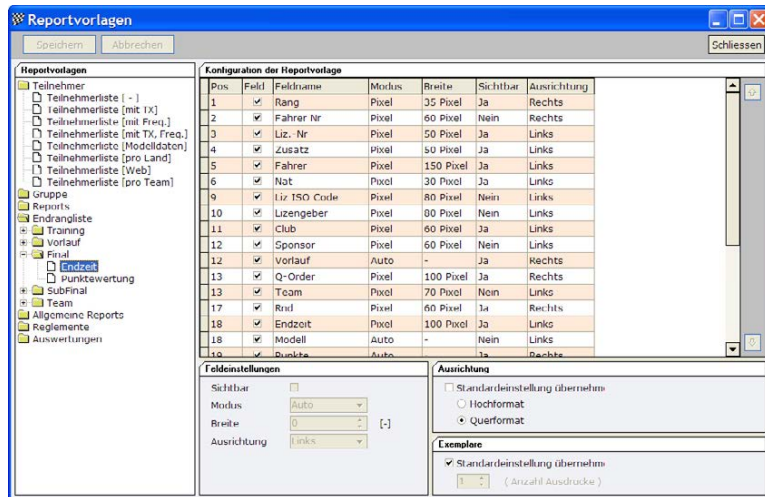 Reportvorlagen
Speichern Abbrechen Schliessen
Reportvorlagen
Teilnehmer
Teilnehmerliste [ - ]
Teilnehmerliste [mit TX]
Teilnehmerliste [mit Freq.]
Teilnehmerliste [mit TX, Freq.]
Teilnehmerliste [Modelldaten]
Teilnehmerliste [pro Land]
Teilnehmerliste [Web]
Teilnehmerliste [pro Team]
Gruppe
Reports
Endrangliste
Training
Vorlauf
Final
Endzeit
Punktewertung
SubFinal
Team
Allgemeine Reports
Reglemente
Auswertungen
Konfiguration der Reportvorlage
Pos Feld Feldname Modus Breite Sichtbar Ausrichtung
1 Rang Pixel 35 Pixel Ja Rechts
2 Fahrer Nr Pixel 60 Pixel Nein Rechts
3 Liz.-Nr Pixel 50 Pixel Ja Links
4 Zusatz Pixel 50 Pixel Ja Links
5 Fahrer Pixel 150 Pixel Ja Links
6 Nat Pixel 30 Pixel Ja Links
9 Liz ISO Code Pixel 80 Pixel Nein Links
10 Lizengeber Pixel 80 Pixel Nein Links
11 Club Pixel 60 Pixel Ja Links
12 Sponsor Pixel 60 Pixel Nein Links
12 Vorlauf Auto - Ja Rechts
13 Q-Order Pixel 100 Pixel Ja Rechts
13 Team Pixel 70 Pixel Nein Links
17 Rnd Pixel 60 Pixel Ja Rechts
18 Endzeit Pixel 100 Pixel Ja Links
18 Modell Auto - Nein Links
19 Punkte Auto - Ja Rechts
Feldeinstellungen
Sichtbar
Modus Auto
Breite 0 [-]
Ausrichtung Links
Ausrichtung
Standardeinstellung übernehm
Hochformat
Querformat
Exemplare
Standardeinstellung übernehm
1 ( Anzahl Ausdrucke )